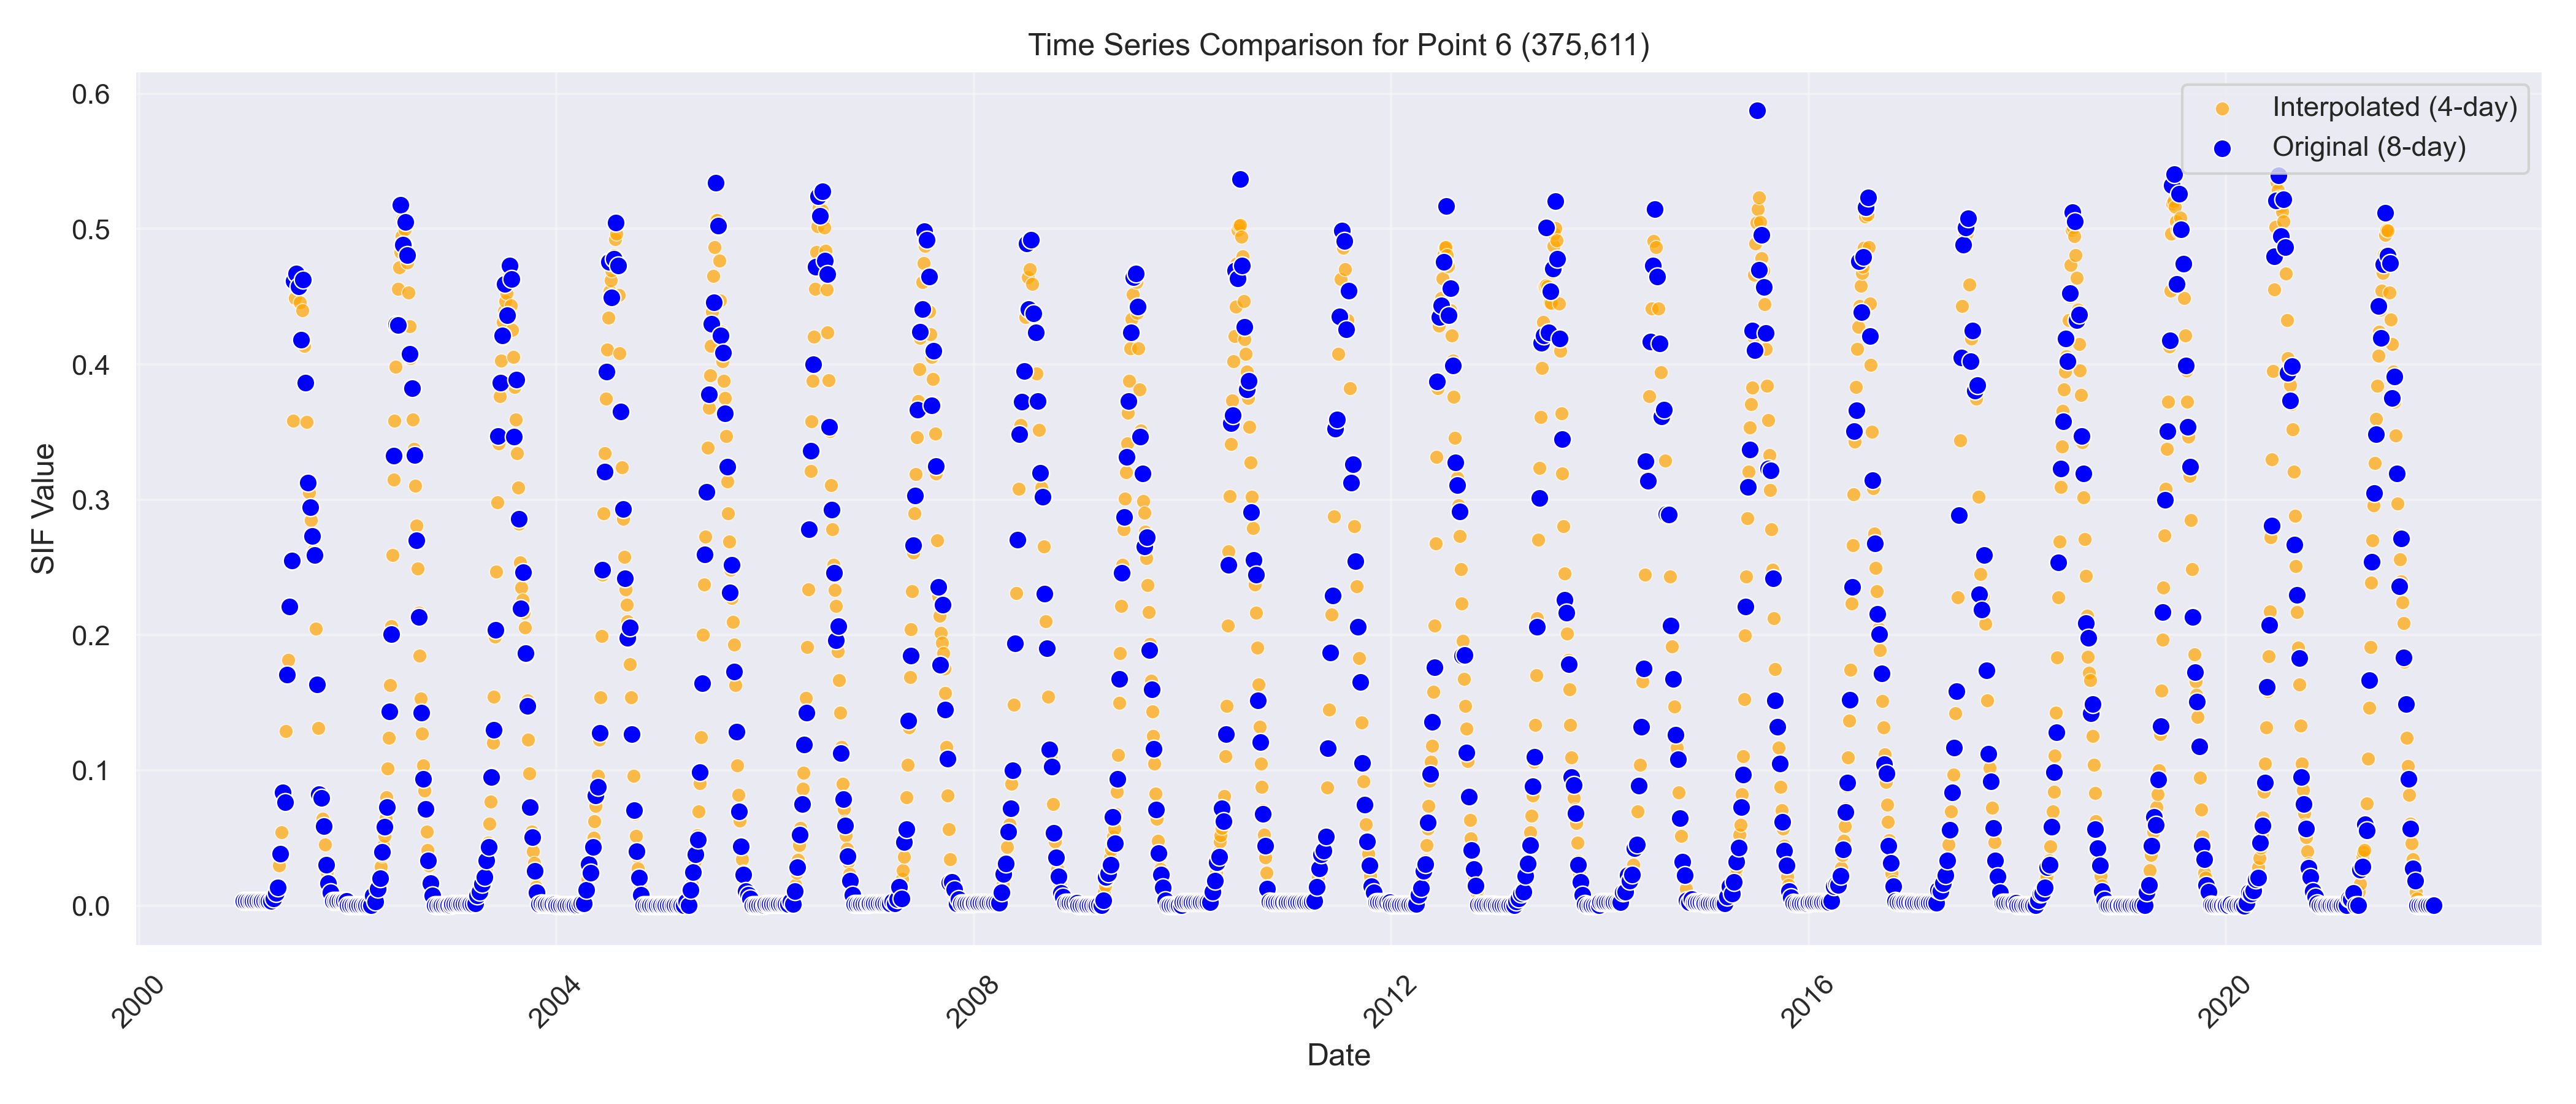 Time Series Comparison for Point 6 (375,611)
Interpolated (4-day)
Original (8-day)
SIF Value
0.6
0.5
0.4
0.3
0.2
0.1
0.0
2000
2004
2008
2012
2016
2020
Date